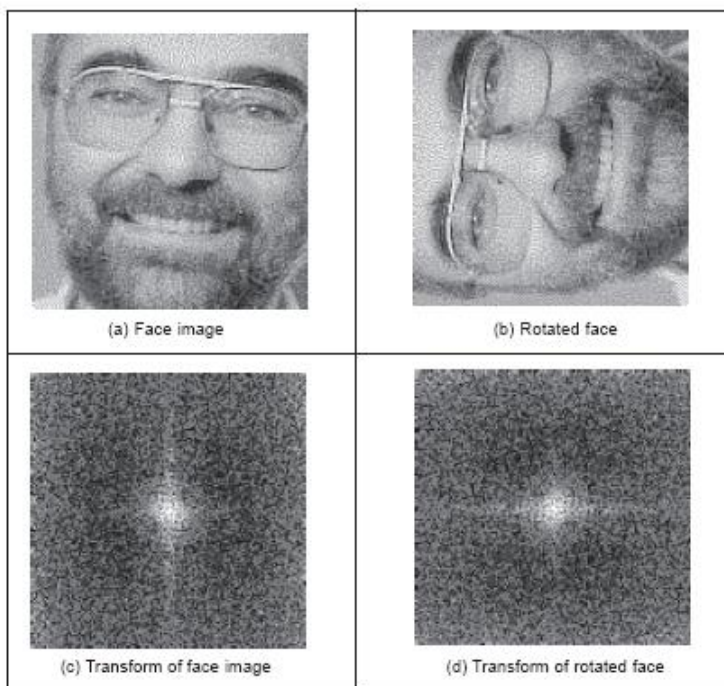 (a) Face image
(b) Rotated face
(c) Transform of face image
(d) Transform of rotated face